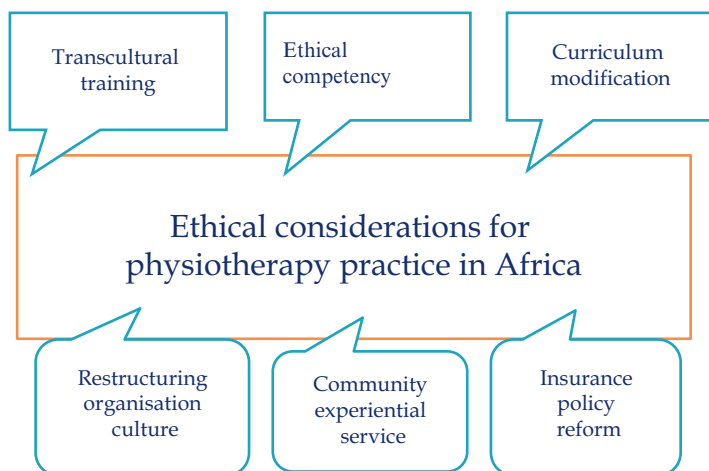 Transcultural
training
Ethical
competency
Curriculum
modification
Ethical considerations for
physiotherapy practice in Africa
Restructuring
organisation
culture
Community
experiential
service
Insurance
policy
reform